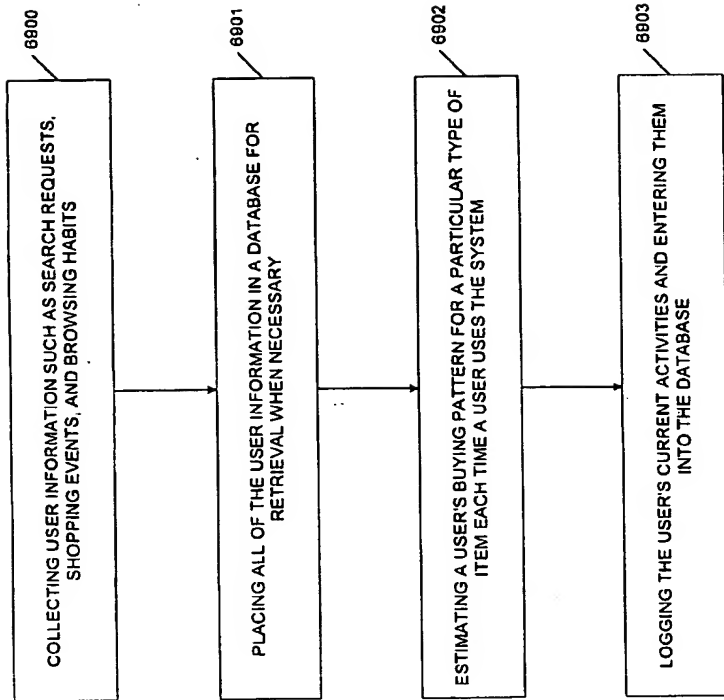 6900
COLLECTING USER INFORMATION SUCH AS SEARCH REQUESTS,
SHOPPING EVENTS, AND BROWSING HABITS
6901
PLACING ALL OF THE USER INFORMATION IN A DATABASE FOR
RETRIEVAL WHEN NECESSARY
6902
ESTIMATING A USER'S BUYING PATTERN FOR A PARTICULAR TYPE OF
ITEM EACH TIME A USER USES THE SYSTEM
6903
LOGGING THE USER'S CURRENT ACTIVITIES AND ENTERING THEM
INTO THE DATABASE